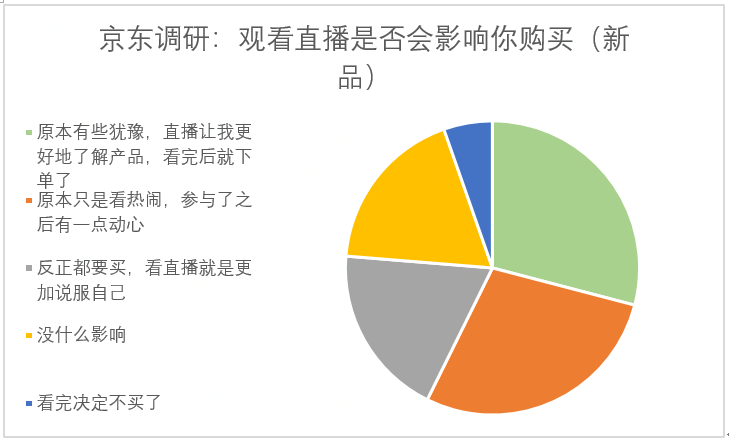 京东调研：观看直播是否会影响你购买（新
品）
原本有些犹豫，直播让我更
好地了解产品，看完后就下
单了
原本只是看热闹，参与了之
后有一点动心
反正都要买，看直播就是更
加说服自己
没什么影响
看完决定不买了